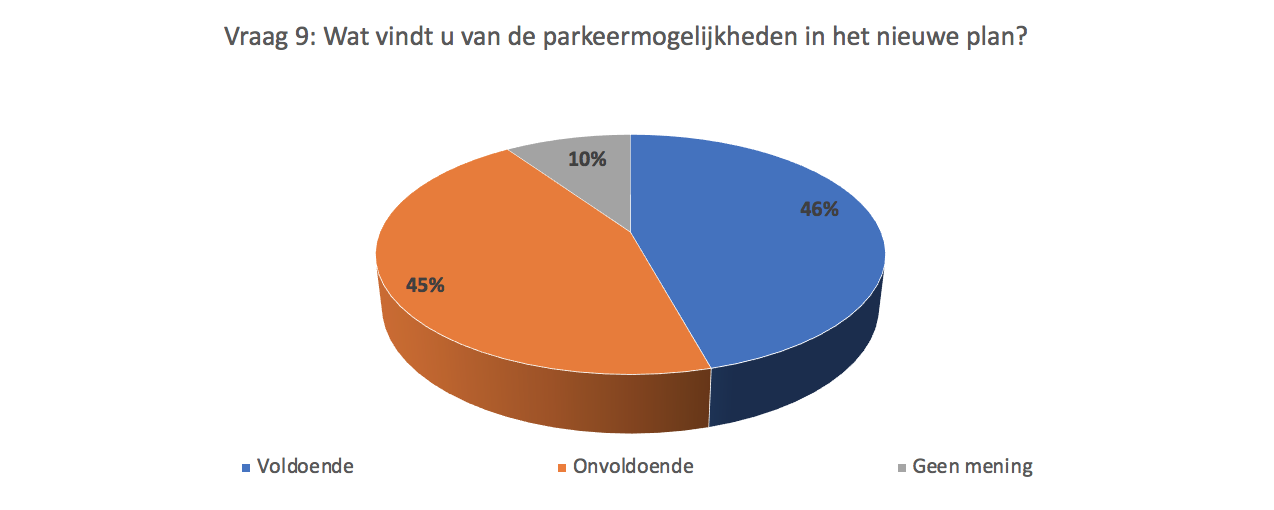 Vraag 9: Wat vindt u van de parkeermogelijkheden in het nieuwe plan?
10%
46%
45%
Voldoende
Onvoldoende
Geen mening